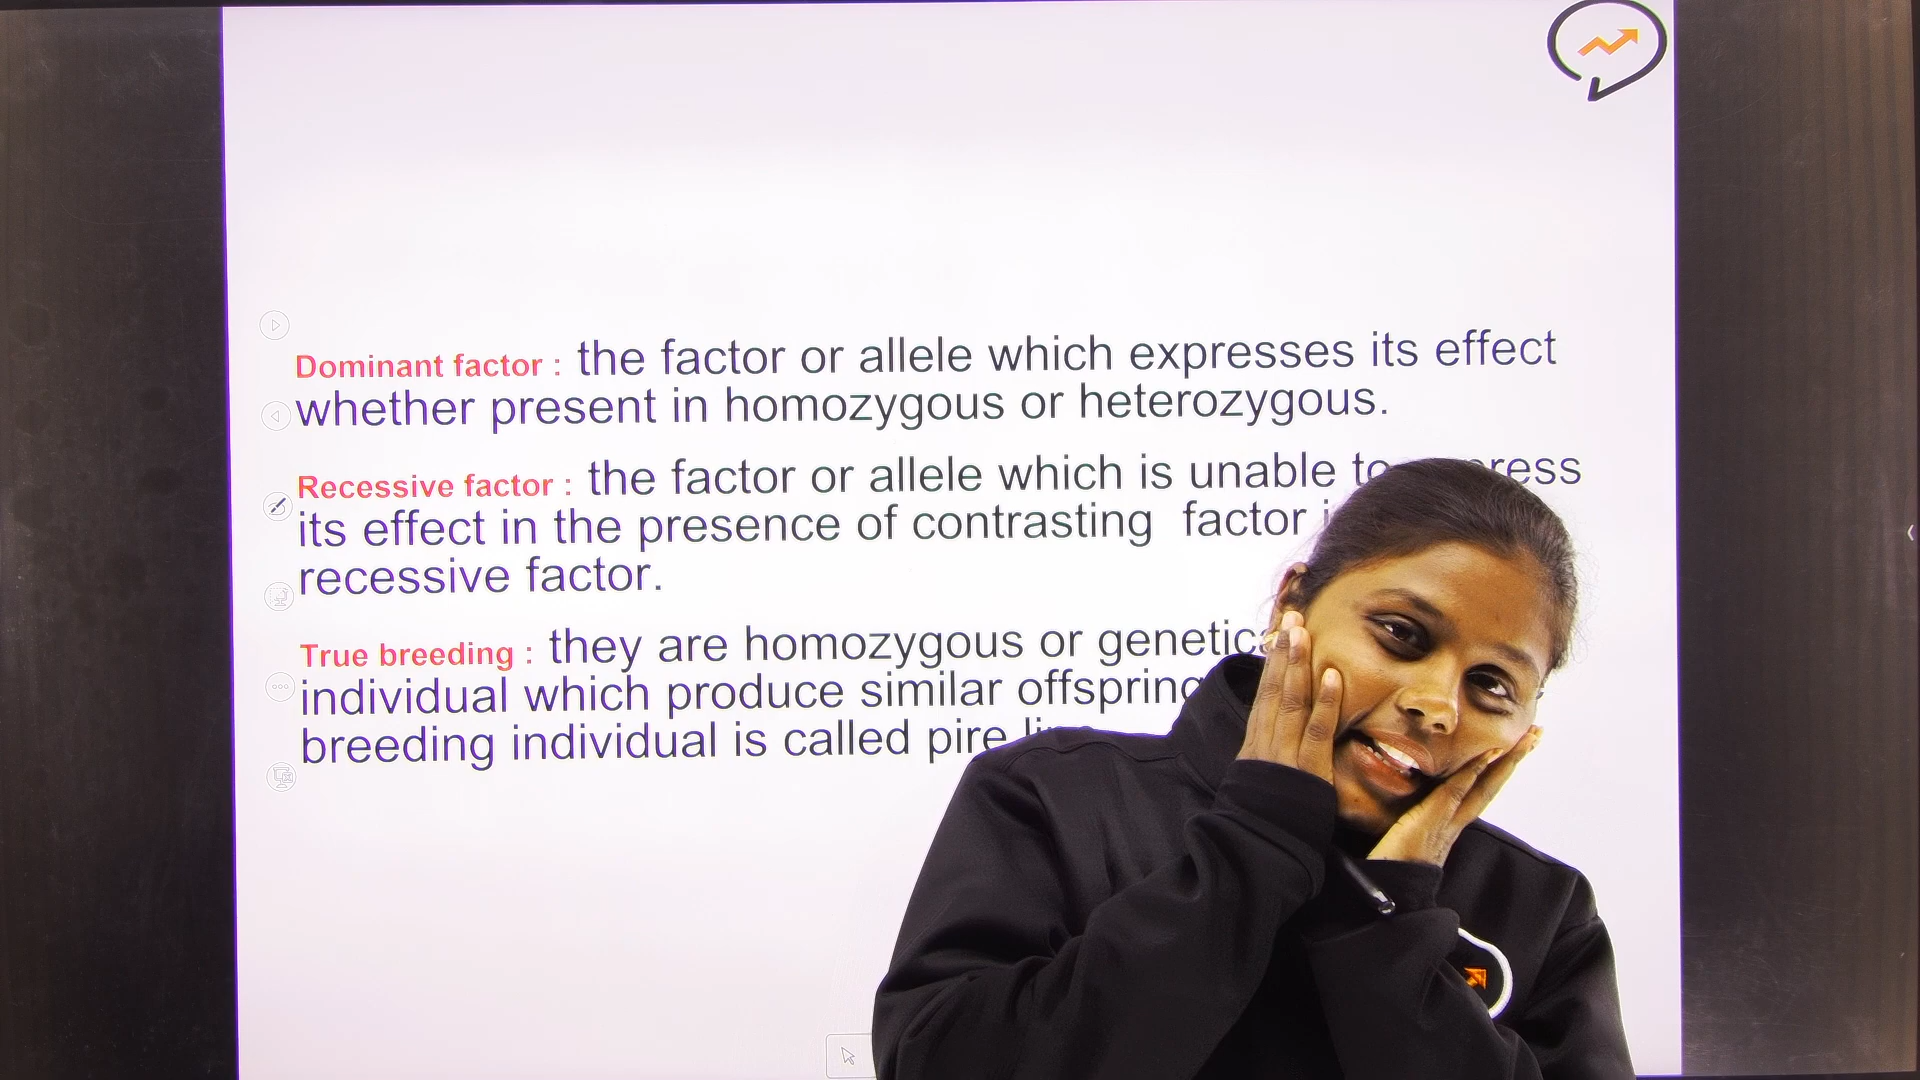 Dominant factor : the factor or allele which expresses its effect
whether present in homozygous or heterozygous.
Recessive factor : the factor or allele which is unable to
its effect in the presence of contrasting factor
recessive factor.
True breeding : they are homozygous or
individual which produce similar offspring
breeding individual is called pire